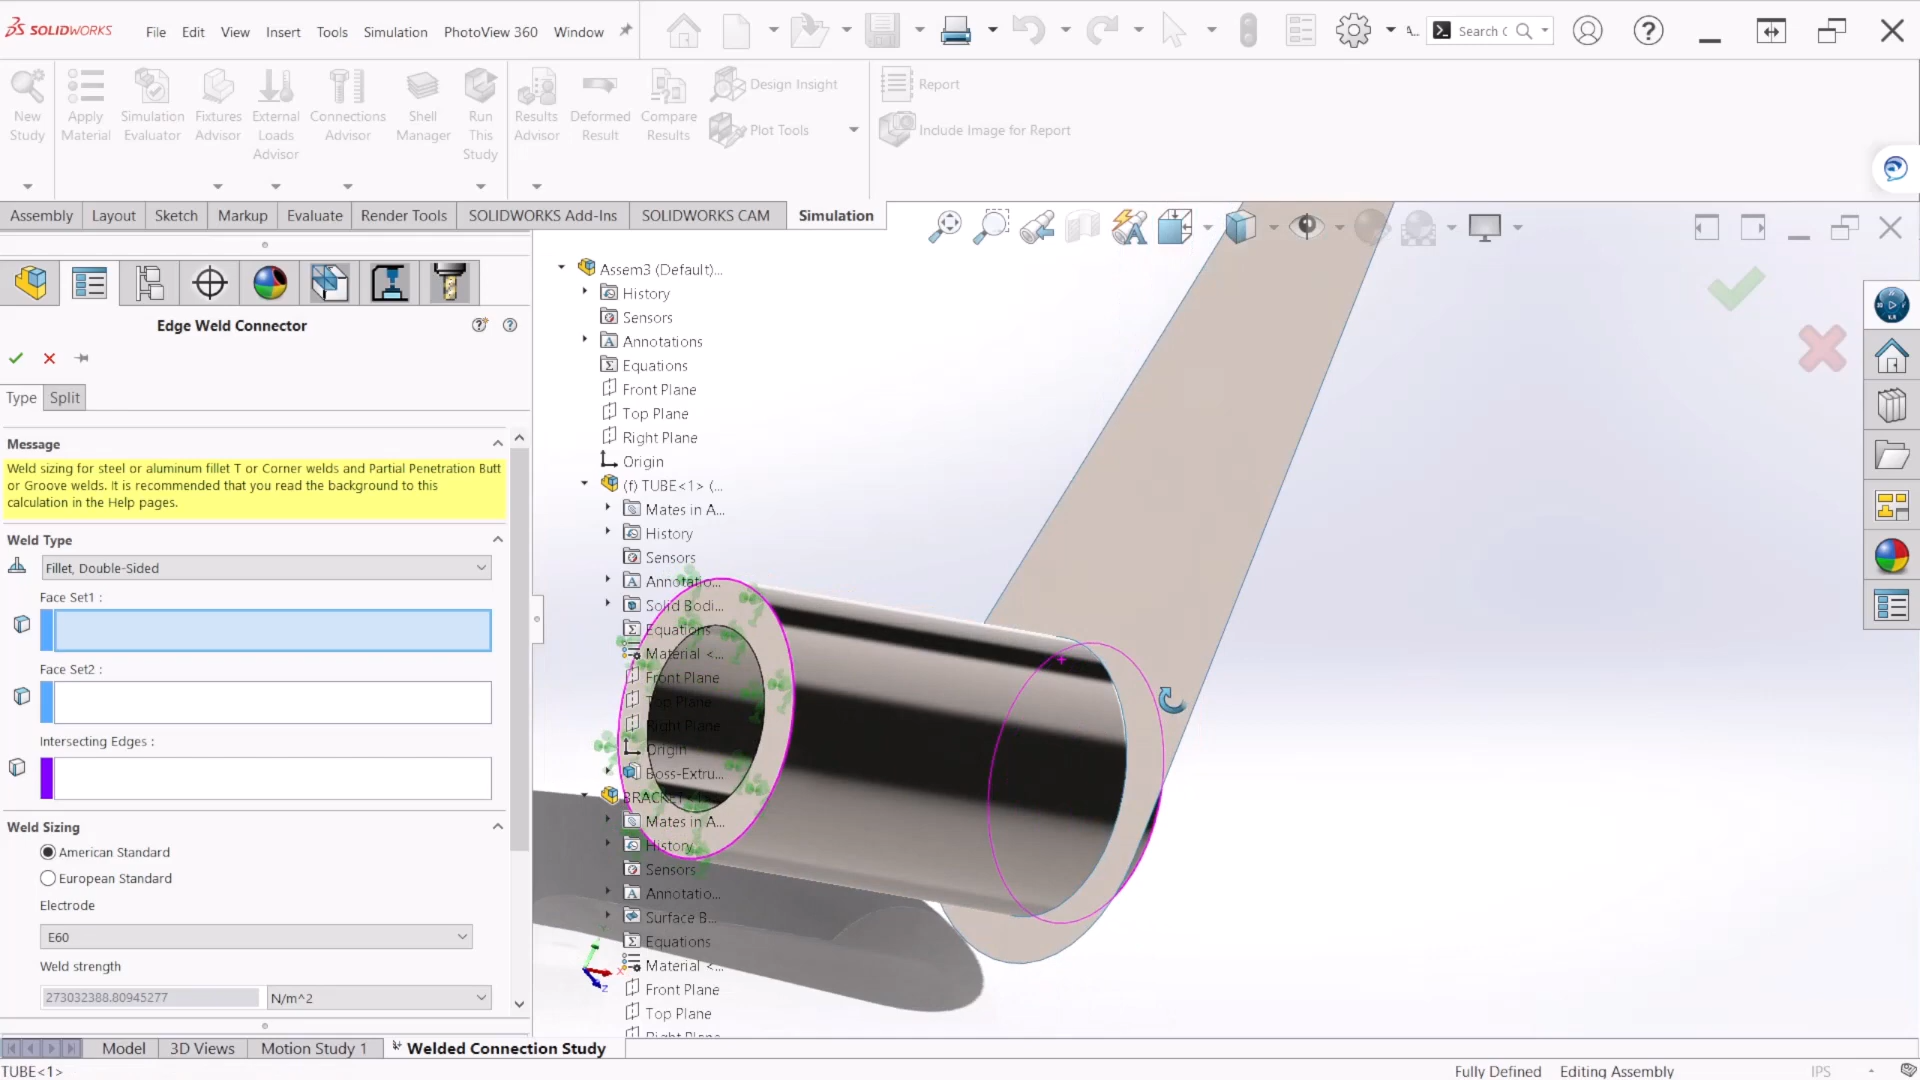 SOLIDWORKS
File Edit View Insert Tools Simulation PhotoView 360 Window
A... Search C
New Study
Apply Material
Simulation Evaluator
Fixtures Advisor
External Loads Advisor
Connections Advisor
Shell Manager
Run This Study
Results Advisor
Deformed Result
Compare Results
Design Insight
Plot Tools
Report
Include Image for Report
Assembly Layout Sketch Markup Evaluate Render Tools SOLIDWORKS Add-Ins SOLIDWORKS CAM Simulation
Edge Weld Connector
Type Split
Message
Weld sizing for steel or aluminum fillet T or Corner welds and Partial Penetration Butt
or Groove welds. It is recommended that you read the background to this
calculation in the Help pages.
Weld Type
Fillet, Double-Sided
Face Set1 :
Face Set2 :
Intersecting Edges :
Weld Sizing
American Standard
European Standard
Electrode
E60
Weld strength
273032388.80945277 N/m^2
Assem3 (Default)...
History
Sensors
Annotations
Equations
Front Plane
Top Plane
Right Plane
Origin
(f) TUBE<1> (...
Mates in A...
History
Sensors
Annotatio...
Solid Bodi...
Equations
Material <...
Front Plane
Top Plane
Right Plane
Origin
Boss-Extru...
BRACKET
Mates in A...
History
Sensors
Annotatio...
Surface B...
Equations
Material <...
Front Plane
Top Plane
Right Plane
Y
X
Z
Model 3D Views Motion Study 1 Welded Connection Study
TUBE<1> Fully Defined Editing Assembly IPS